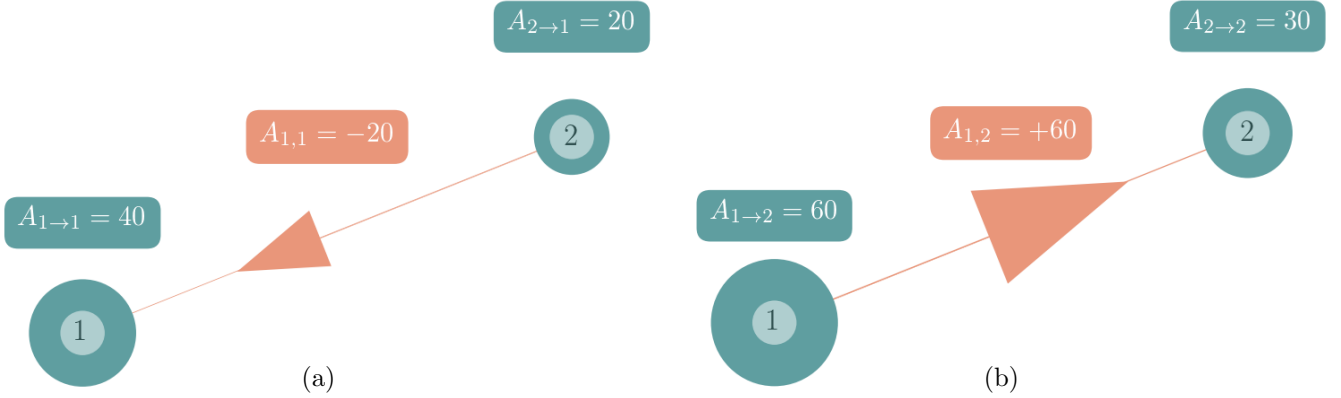 A_{2→1} = 20
A_{1,1} = −20
2
A_{1→1} = 40
1
(a)
A_{2→2} = 30
A_{1,2} = +60
2
A_{1→2} = 60
1
(b)